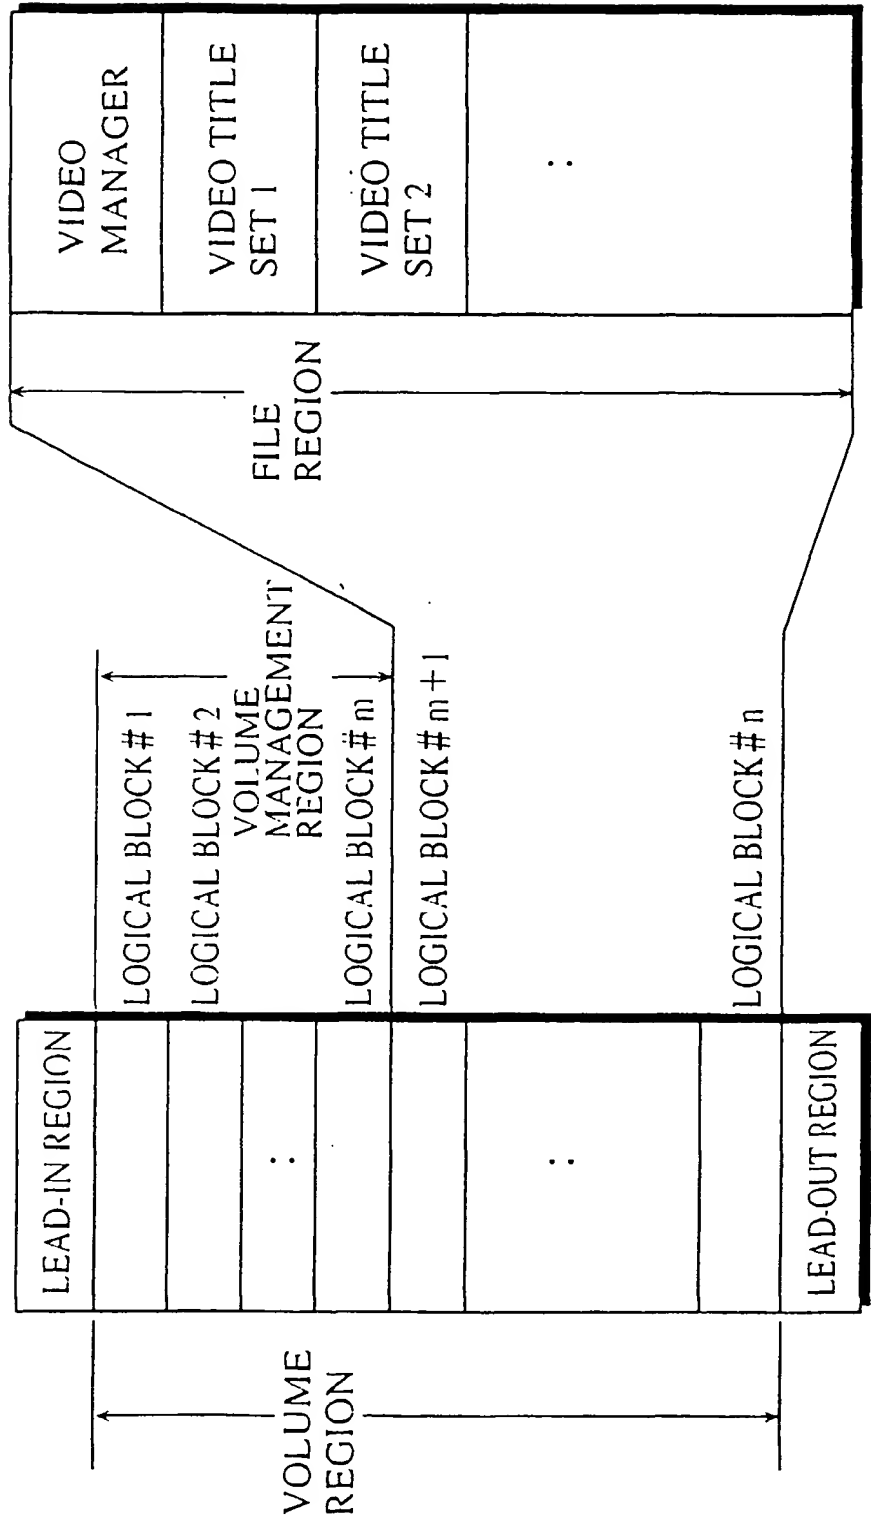 VOLUME
REGION
LEAD-IN REGION
:
:
LEAD-OUT REGION
LOGICAL BLOCK#1
LOGICAL BLOCK#2
VOLUME
MANAGEMENT
REGION
LOGICAL BLOCK#m
LOGICAL BLOCK#m+1
LOGICAL BLOCK#n
FILE
REGION
VIDEO
MANAGER
VIDEO TITLE
SET 1
VIDEO TITLE
SET 2
: